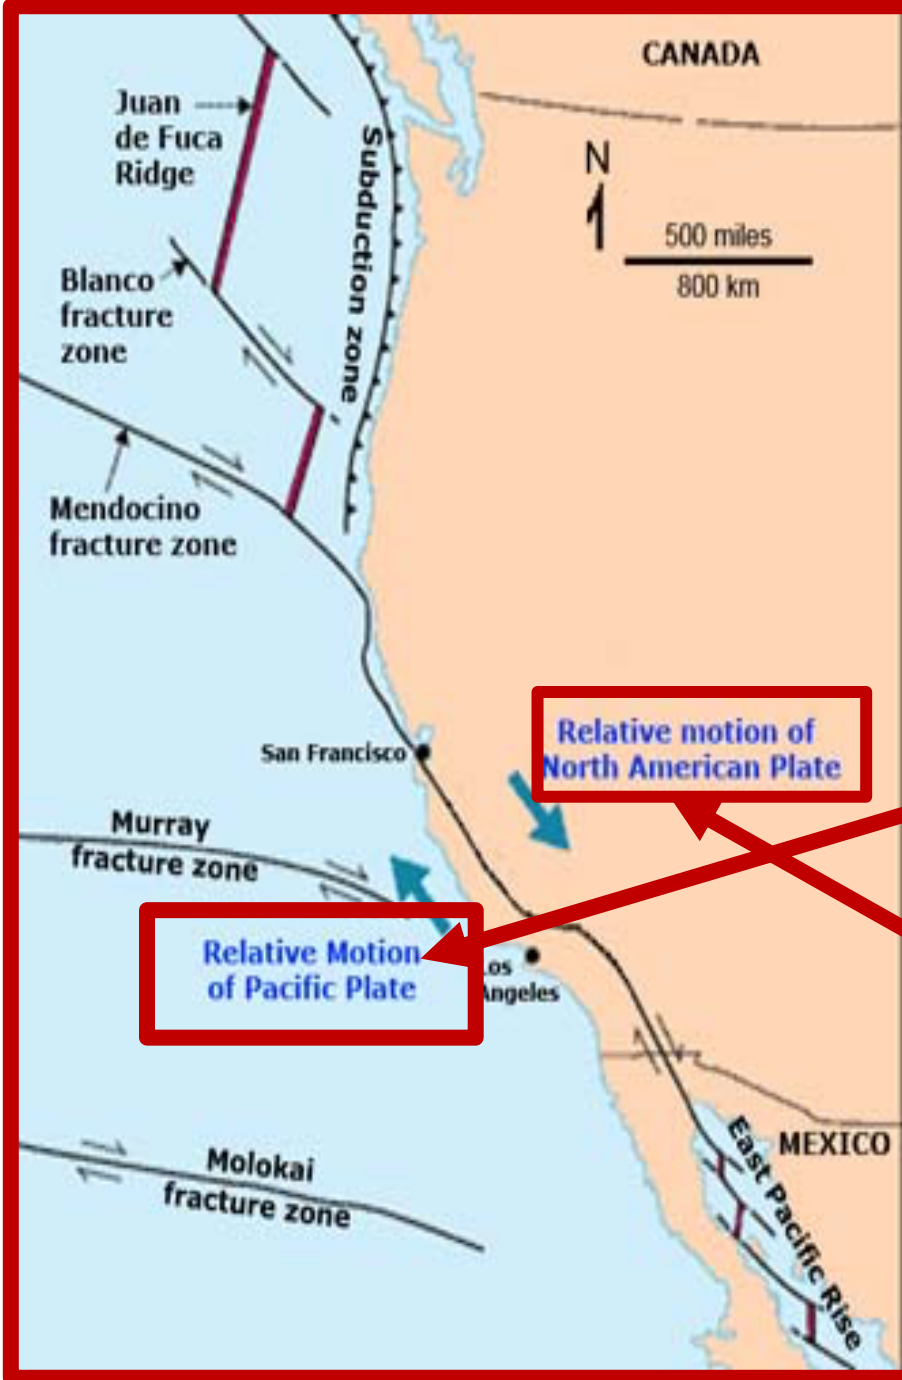 CANADA
Juan
de Fuca
Ridge
Subduction zone
N
500 miles
800 km
Blanco
fracture
zone
Mendocino
fracture zone
Relative motion of
North American Plate
San Francisco
Murray
fracture zone
Relative Motion
of Pacific Plate
Los
Angeles
East Pacific Rise
MEXICO
Molokai
fracture zone